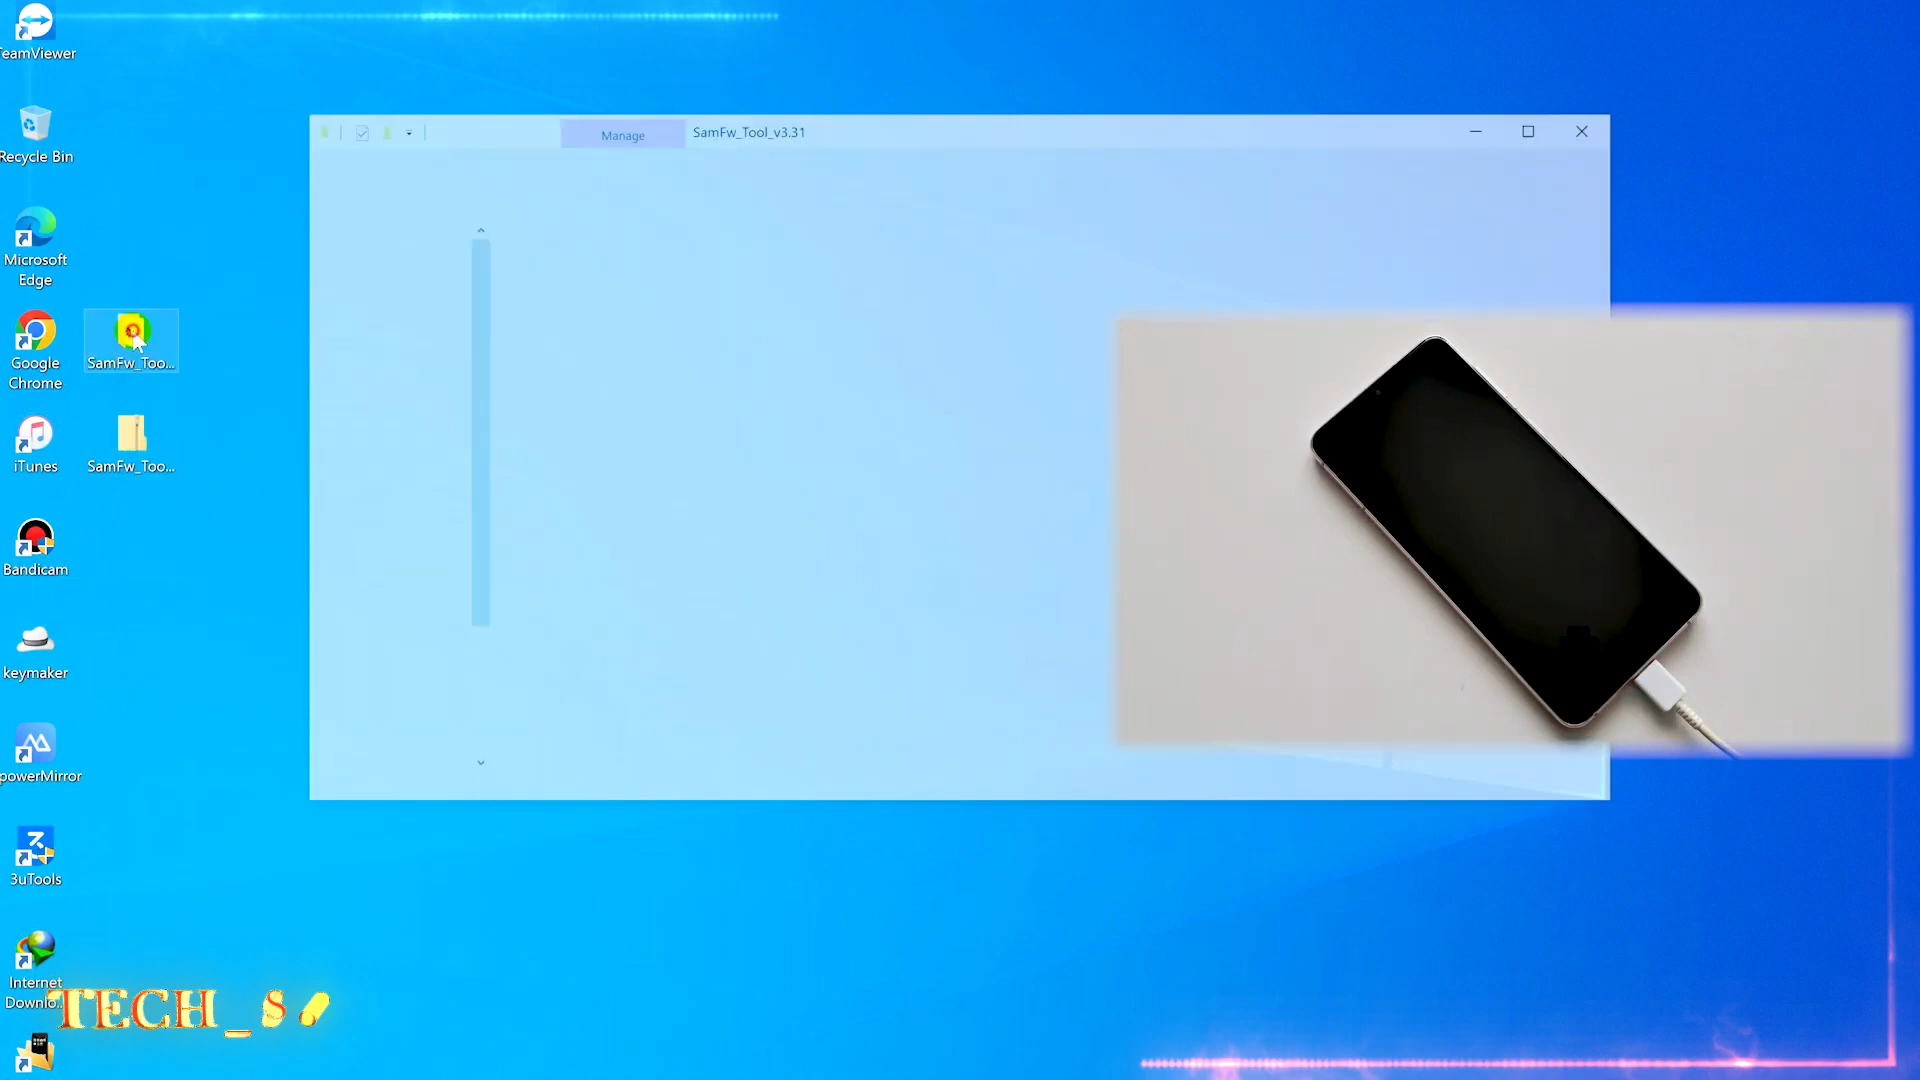 TeamViewer
Recycle Bin
Microsoft
Edge
Google
Chrome
iTunes
Bandicam
keymaker
powerMirror
3uTools
Internet
Downlo...
SamFw_Too...
SamFw_Too...
Manage
SamFw_Tool_v3.31
TECH_S